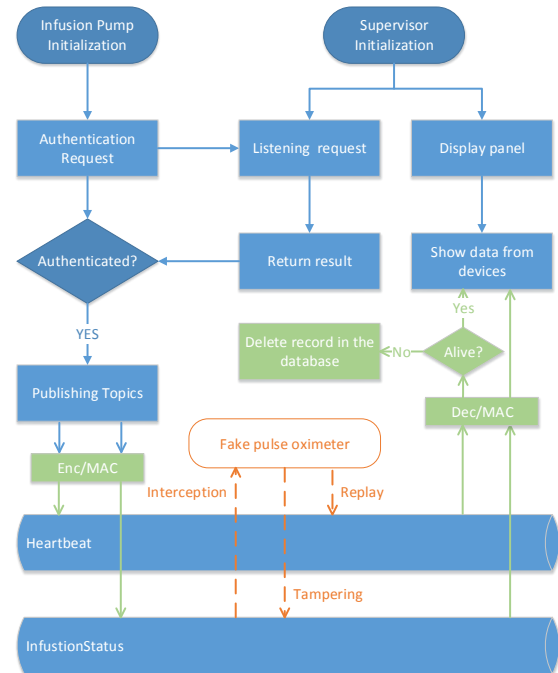 Infusion Pump
Initialization
Supervisor
Initialization
Authentication
Request
Listening request
Display panel
Authenticated?
Return result
Show data from
devices
Yes
YES
Delete record in the
database
No
Alive?
Publishing Topics
Dec/MAC
Fake pulse oximeter
Enc/MAC
Interception
Replay
Heartbeat
Tampering
InfustionStatus